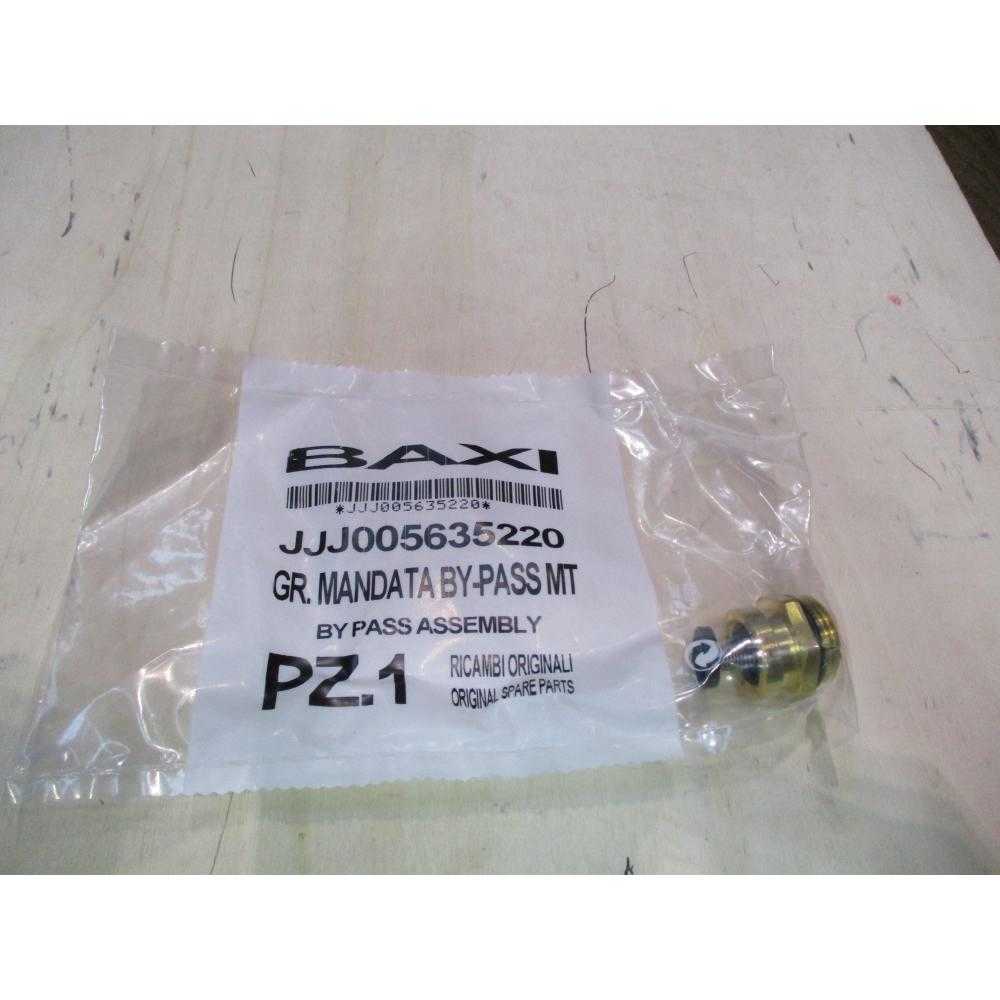 BAXI
*JJJ005635220*
JJJ005635220
GR. MANDATA BY-PASS MT
BY PASS ASSEMBLY
PZ.1
RICAMBI ORIGINALI
ORIGINAL SPARE PARTS